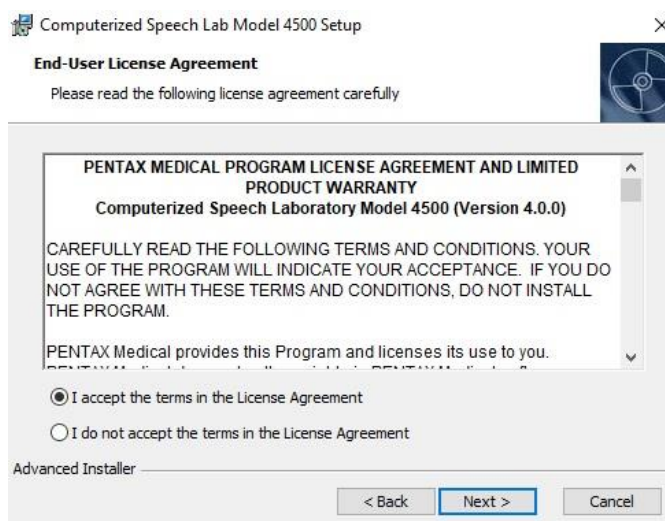 Computerized Speech Lab Model 4500 Setup
End-User License Agreement
Please read the following license agreement carefully
PENTAX MEDICAL PROGRAM LICENSE AGREEMENT AND LIMITED
PRODUCT WARRANTY
Computerized Speech Laboratory Model 4500 (Version 4.0.0)
CAREFULLY READ THE FOLLOWING TERMS AND CONDITIONS. YOUR
USE OF THE PROGRAM WILL INDICATE YOUR ACCEPTANCE. IF YOU DO
NOT AGREE WITH THESE TERMS AND CONDITIONS, DO NOT INSTALL
THE PROGRAM.
PENTAX Medical provides this Program and licenses its use to you.
I accept the terms in the License Agreement
I do not accept the terms in the License Agreement
Advanced Installer
< Back Next > Cancel